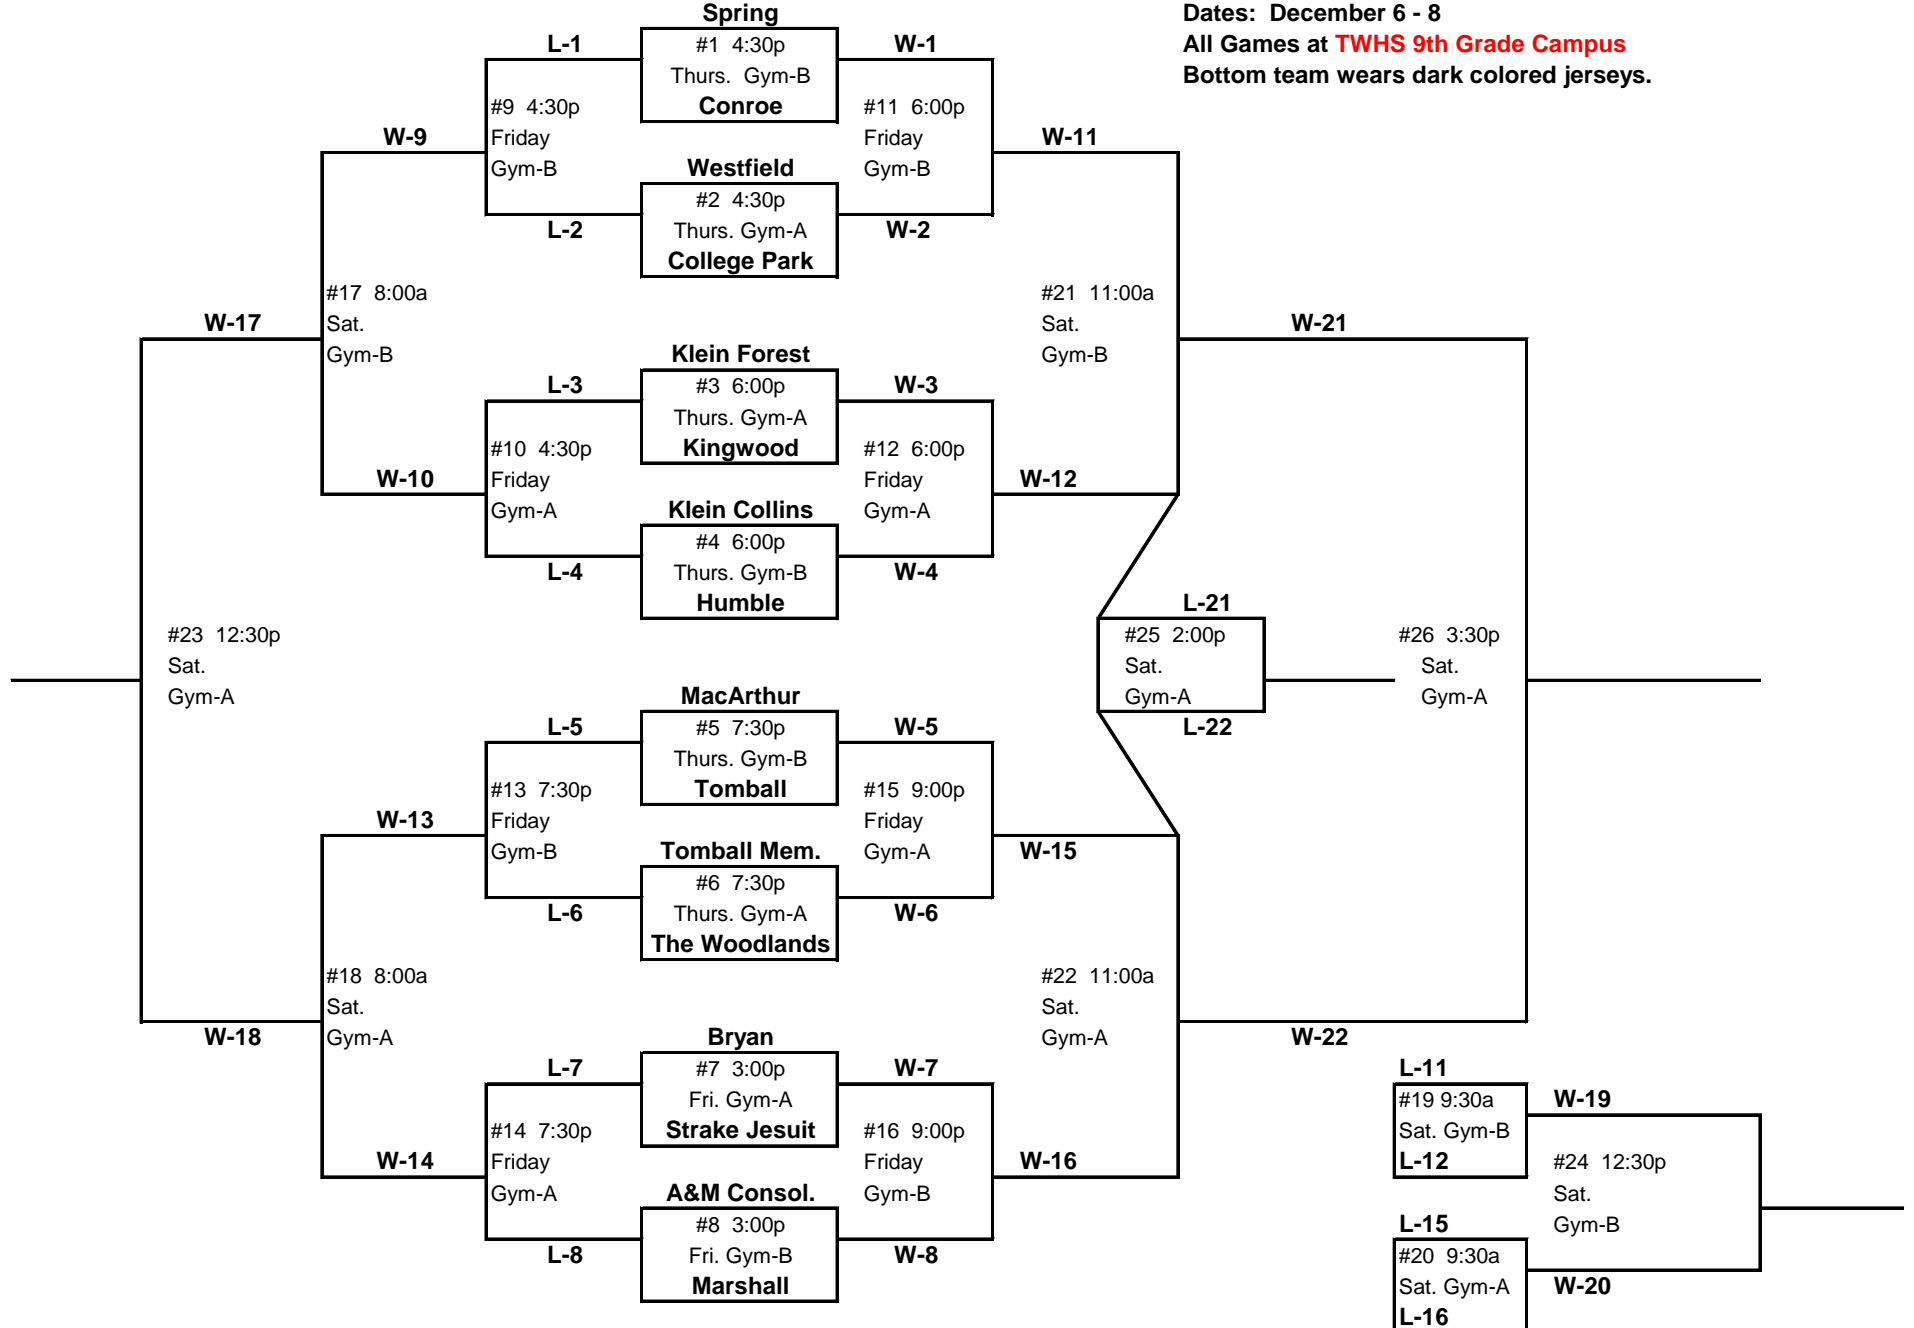 Spring
Dates:  December 6 - 8
L-1
#1  4:30p
W-1
All Games at TWHS 9th Grade Campus
Thurs.  Gym-B
Bottom team wears dark colored jerseys.
#9  4:30p
Conroe
#11  6:00p
W-9
Friday
Friday
W-11
Gym-B
Westfield
Gym-B
#2  4:30p
L-2
Thurs. Gym-A
W-2
College Park
#17  8:00a
#21  11:00a
W-17
Sat.
Sat.
W-21
Gym-B
Klein Forest
Gym-B
L-3
#3  6:00p
W-3
Thurs. Gym-A
#10  4:30p
Kingwood
#12  6:00p
W-10
Friday
Friday
W-12
Gym-A
Klein Collins
Gym-A
#4  6:00p
L-4
Thurs. Gym-B
W-4
Humble
L-21
#23  12:30p
#25  2:00p
#26  3:30p
Sat.
Sat.
Sat.
Gym-A
MacArthur
Gym-A
Gym-A
L-5
#5  7:30p
W-5
L-22
Thurs. Gym-B
#13  7:30p
Tomball
#15  9:00p
W-13
Friday
Friday
Gym-B
Tomball Mem.
Gym-A
W-15
#6  7:30p
L-6
Thurs. Gym-A
W-6
The Woodlands
#18  8:00a
#22  11:00a
Sat.
Sat.
W-18
Gym-A
Bryan
Gym-A
W-22
L-7
#7  3:00p
W-7
L-11
Fri. Gym-A
#19 9:30a
W-19
#14  7:30p
Strake Jesuit
#16  9:00p
Sat. Gym-B
W-14
Friday
Friday
W-16
L-12
#24  12:30p
Gym-A
A&M Consol.
Gym-B
Sat.
#8  3:00p
L-15
Gym-B
L-8
Fri. Gym-B
W-8
#20  9:30a
Marshall
Sat. Gym-A
W-20
L-16